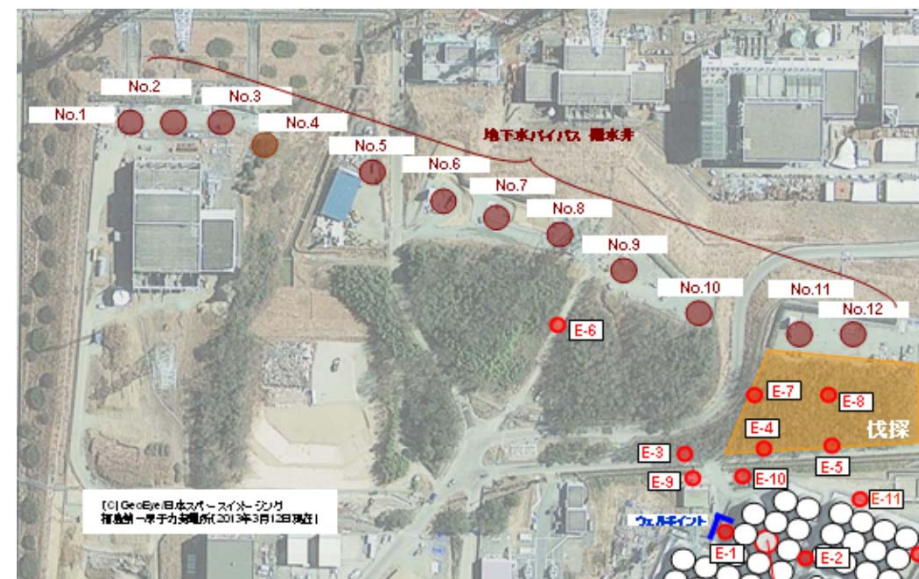 No.1
No.2
No.3
No.4
No.5
No.6
No.7
No.8
No.9
No.10
No.11
No.12
地下水バイパス 揚水井
E-6
E-7
E-8
E-4
伐採
E-3
E-5
E-9
E-10
E-11
ウェルポイント
E-1
E-2
(C)GeoEye/日本スペースイメージング
福島第一原子力発電所(2013年3月12日現在)